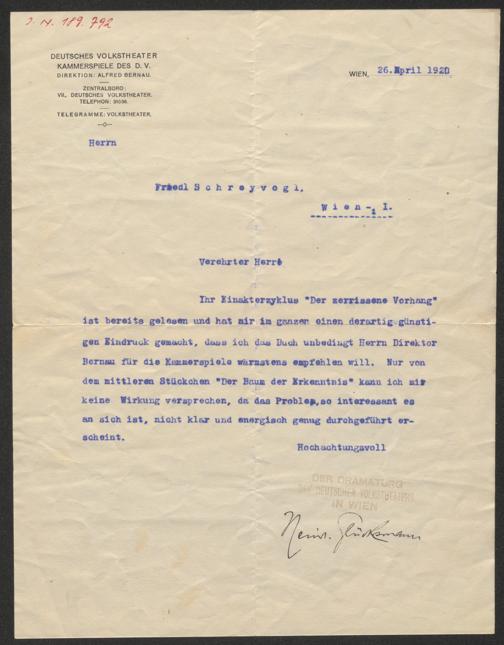 J.N. 189.792
DEUTSCHES VOLKSTHEATER
KAMMERSPIELE DES D. V.
DIREKTION: ALFRED BERNAU.
ZENTRALBÜRO:
VII., DEUTSCHES VOLKSTHEATER.
TELEPHON:
TELEGRAMME: VOLKSTHEATER.
WIEN, 26.April 1920
Herrn
Friedl Schreyvogl,
Wien, I.
Verehrter Herr!
Ihr Einakterzyklus "Der zerrissene Vorhang"
ist bereits gelesen und hat mir im ganzen einen derartig günsti-
gen Eindruck gemacht, dass ich das Buch unbedingt Herrn Direktor
Bernau für die Kammerspiele wärmstens empfehlen will. Nur von
dem mittleren Stückchen "Der Baum der Erkenntnis" kann ich mir
keine Wirkung versprechen, da das Problem,so interessant es
an sich ist, nicht klar und energisch genug durchgeführt er-
scheint.
Hochachtungsvoll
DER DRAMATURG
DES DEUTSCHEN VOLKSTHEATERS
IN WIEN
Heinr. Glücksmann